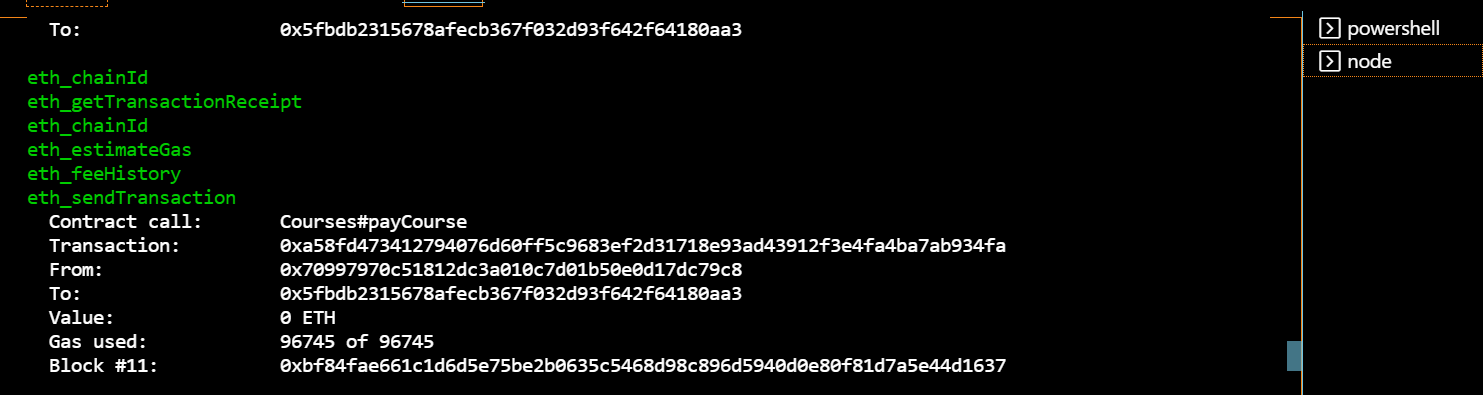 To: 0x5fbdb2315678afecb367f032d93f642f64180aa3
eth_chainId
eth_getTransactionReceipt
eth_chainId
eth_estimateGas
eth_feeHistory
eth_sendTransaction
Contract call: Courses#payCourse
Transaction: 0xa58fd473412794076d60ff5c9683ef2d31718e93ad43912f3e4fa4ba7ab934fa
From: 0x70997970c51812dc3a010c7d01b50e0d17dc79c8
To: 0x5fbdb2315678afecb367f032d93f642f64180aa3
Value: 0 ETH
Gas used: 96745 of 96745
Block #11: 0xbf84fae661c1d6d5e75be2b0635c5468d98c896d5940d0e80f81d7a5e44d1637
powershell
node